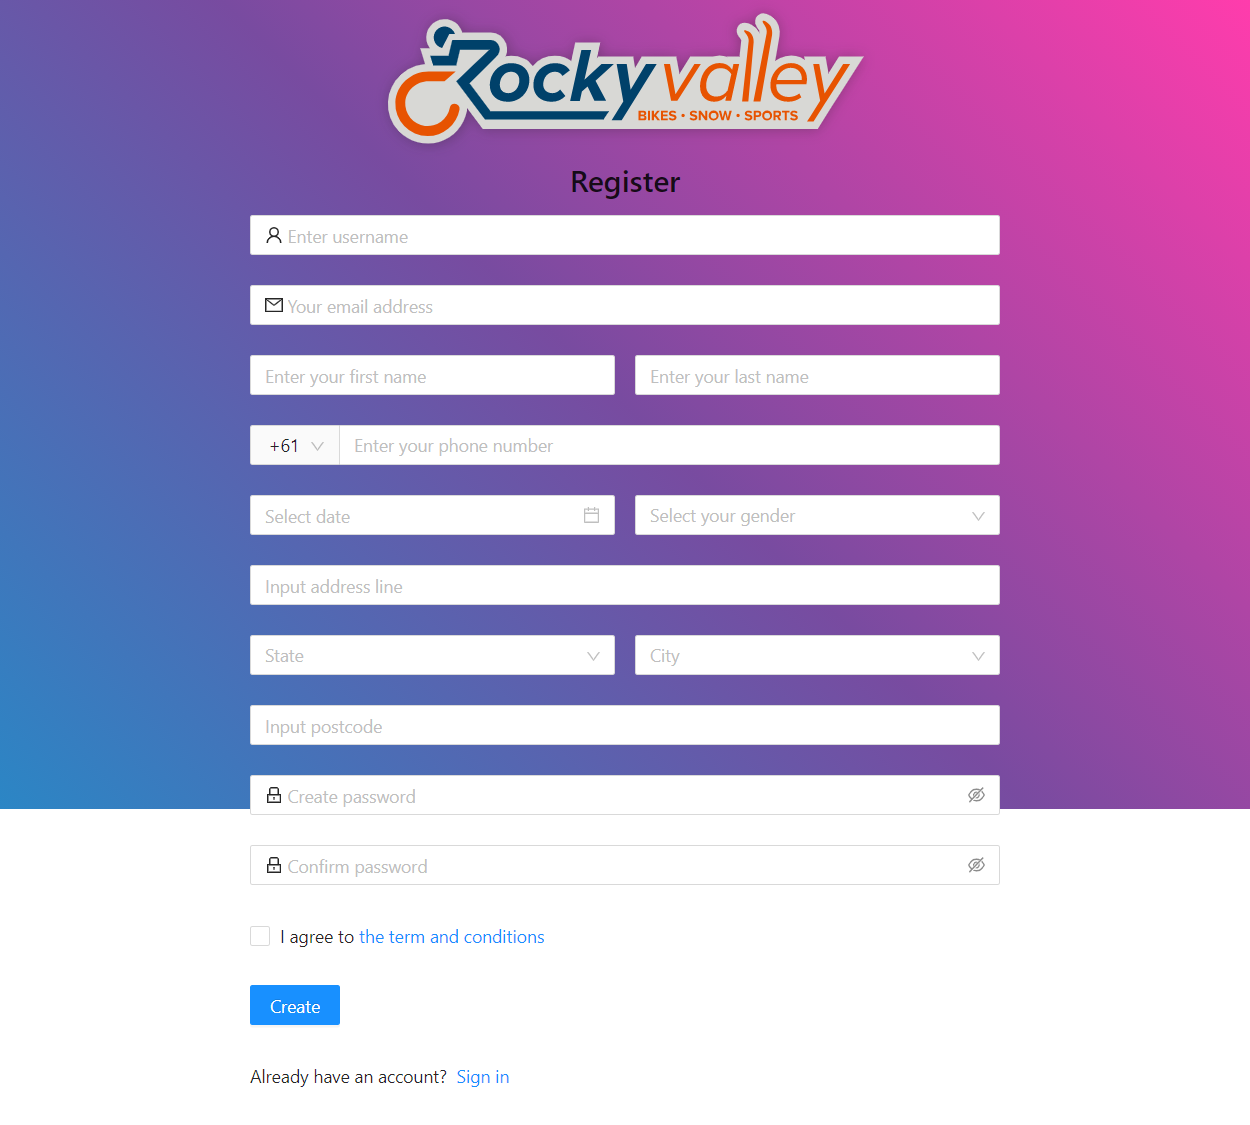 Rockyvalley
BIKES • SNOW • SPORTS
Register
Enter username
Your email address
Enter your first name
Enter your last name
+61
Enter your phone number
Select date
Select your gender
Input address line
State
City
Input postcode
Create password
Confirm password
I agree to the term and conditions
Create
Already have an account? Sign in